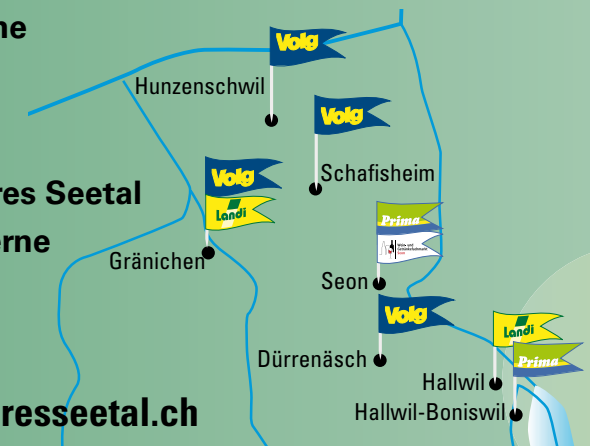 ne
Volg
Hunzenschwil
Volg
Schafisheim
res Seetal
Volg
Landi
erne
Gränichen
Prima
Seon
Volg
Dürrenäsch
Landi
Prima
Hallwil
Hallwil-Boniswil
resseetal.ch